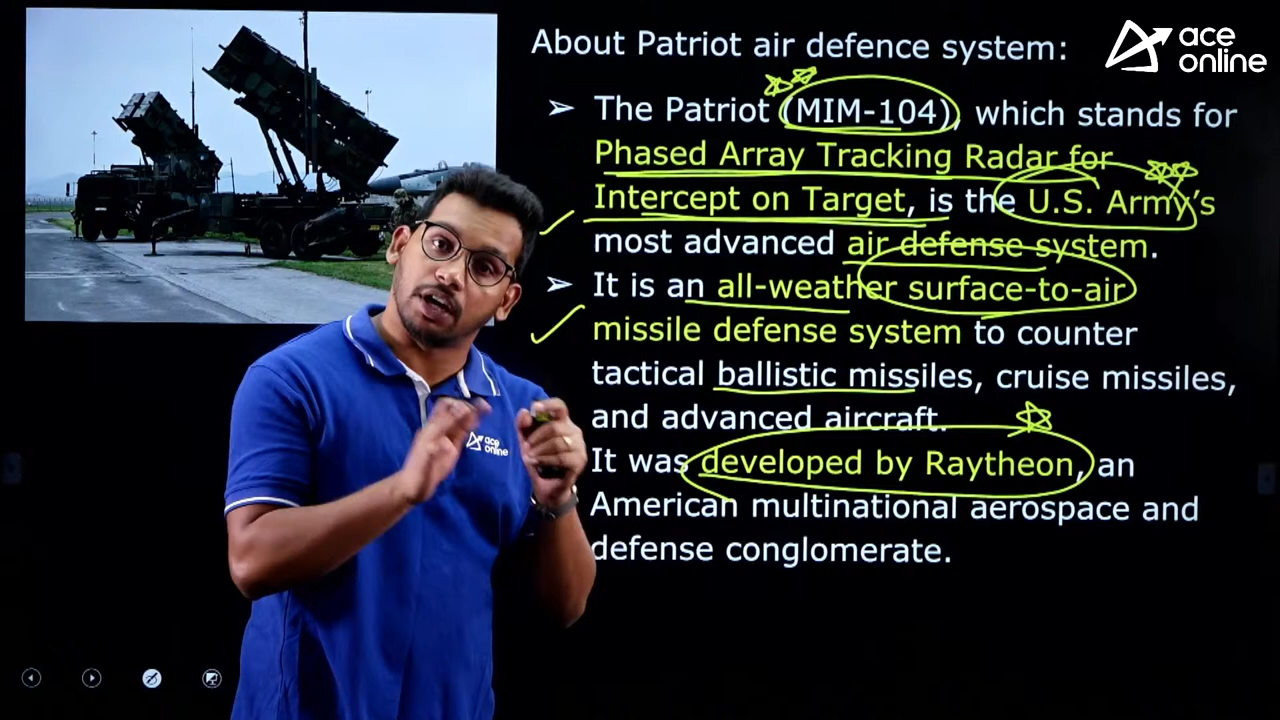 About Patriot air defence system:
ace
online
➢ The Patriot (MIM-104), which stands for
Phased Array Tracking Radar for
Intercept on Target, is the U.S. Army's
most advanced air defense system.
➢ It is an all-weather surface-to-air
missile defense system to counter
tactical ballistic missiles, cruise missiles,
and advanced aircraft.
It was developed by Raytheon, an
American multinational aerospace and
defense conglomerate.
ace
online